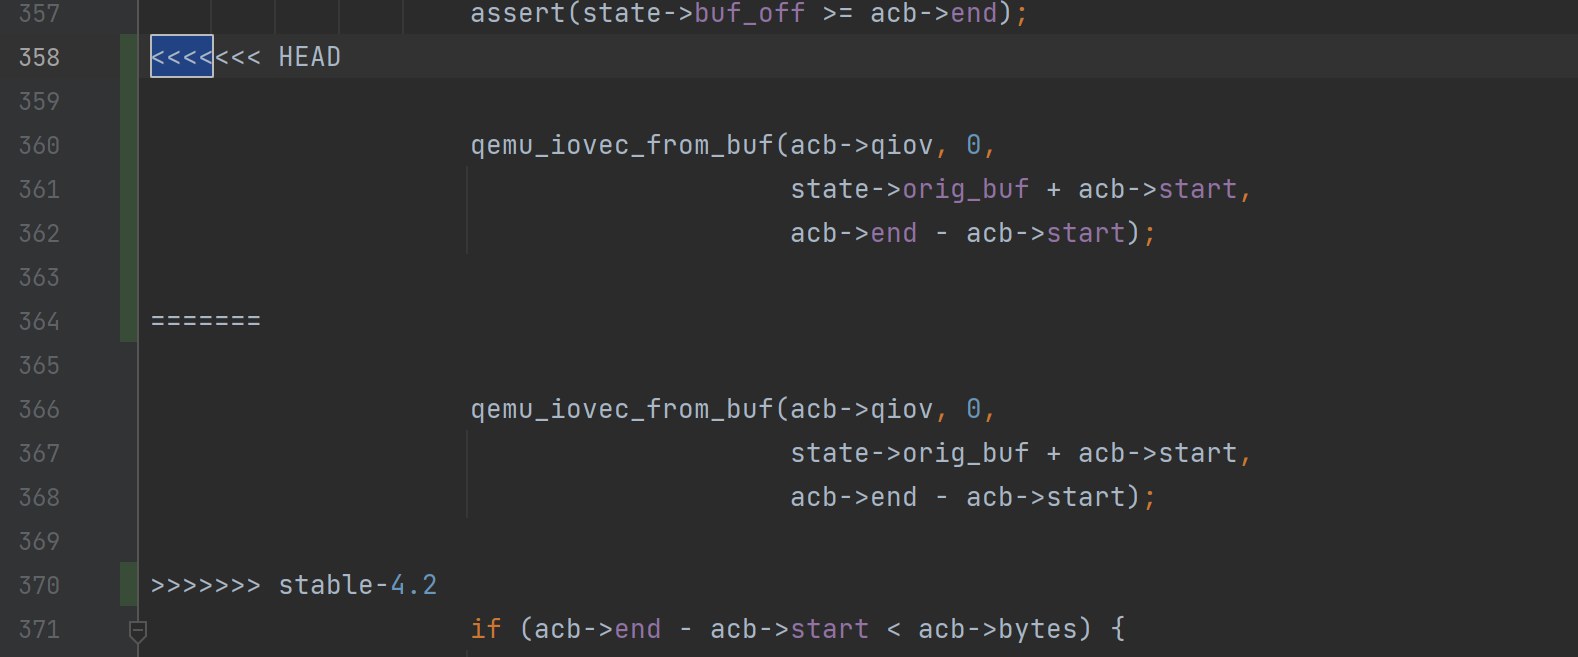 357 assert(state->buf_off >= acb->end);
358 <<<<<<< HEAD
359
360 qemu_iovec_from_buf(acb->qiov, 0,
361 state->orig_buf + acb->start,
362 acb->end - acb->start);
363
364 =======
365
366 qemu_iovec_from_buf(acb->qiov, 0,
367 state->orig_buf + acb->start,
368 acb->end - acb->start);
369
370 >>>>>>> stable-4.2
371 if (acb->end - acb->start < acb->bytes) {